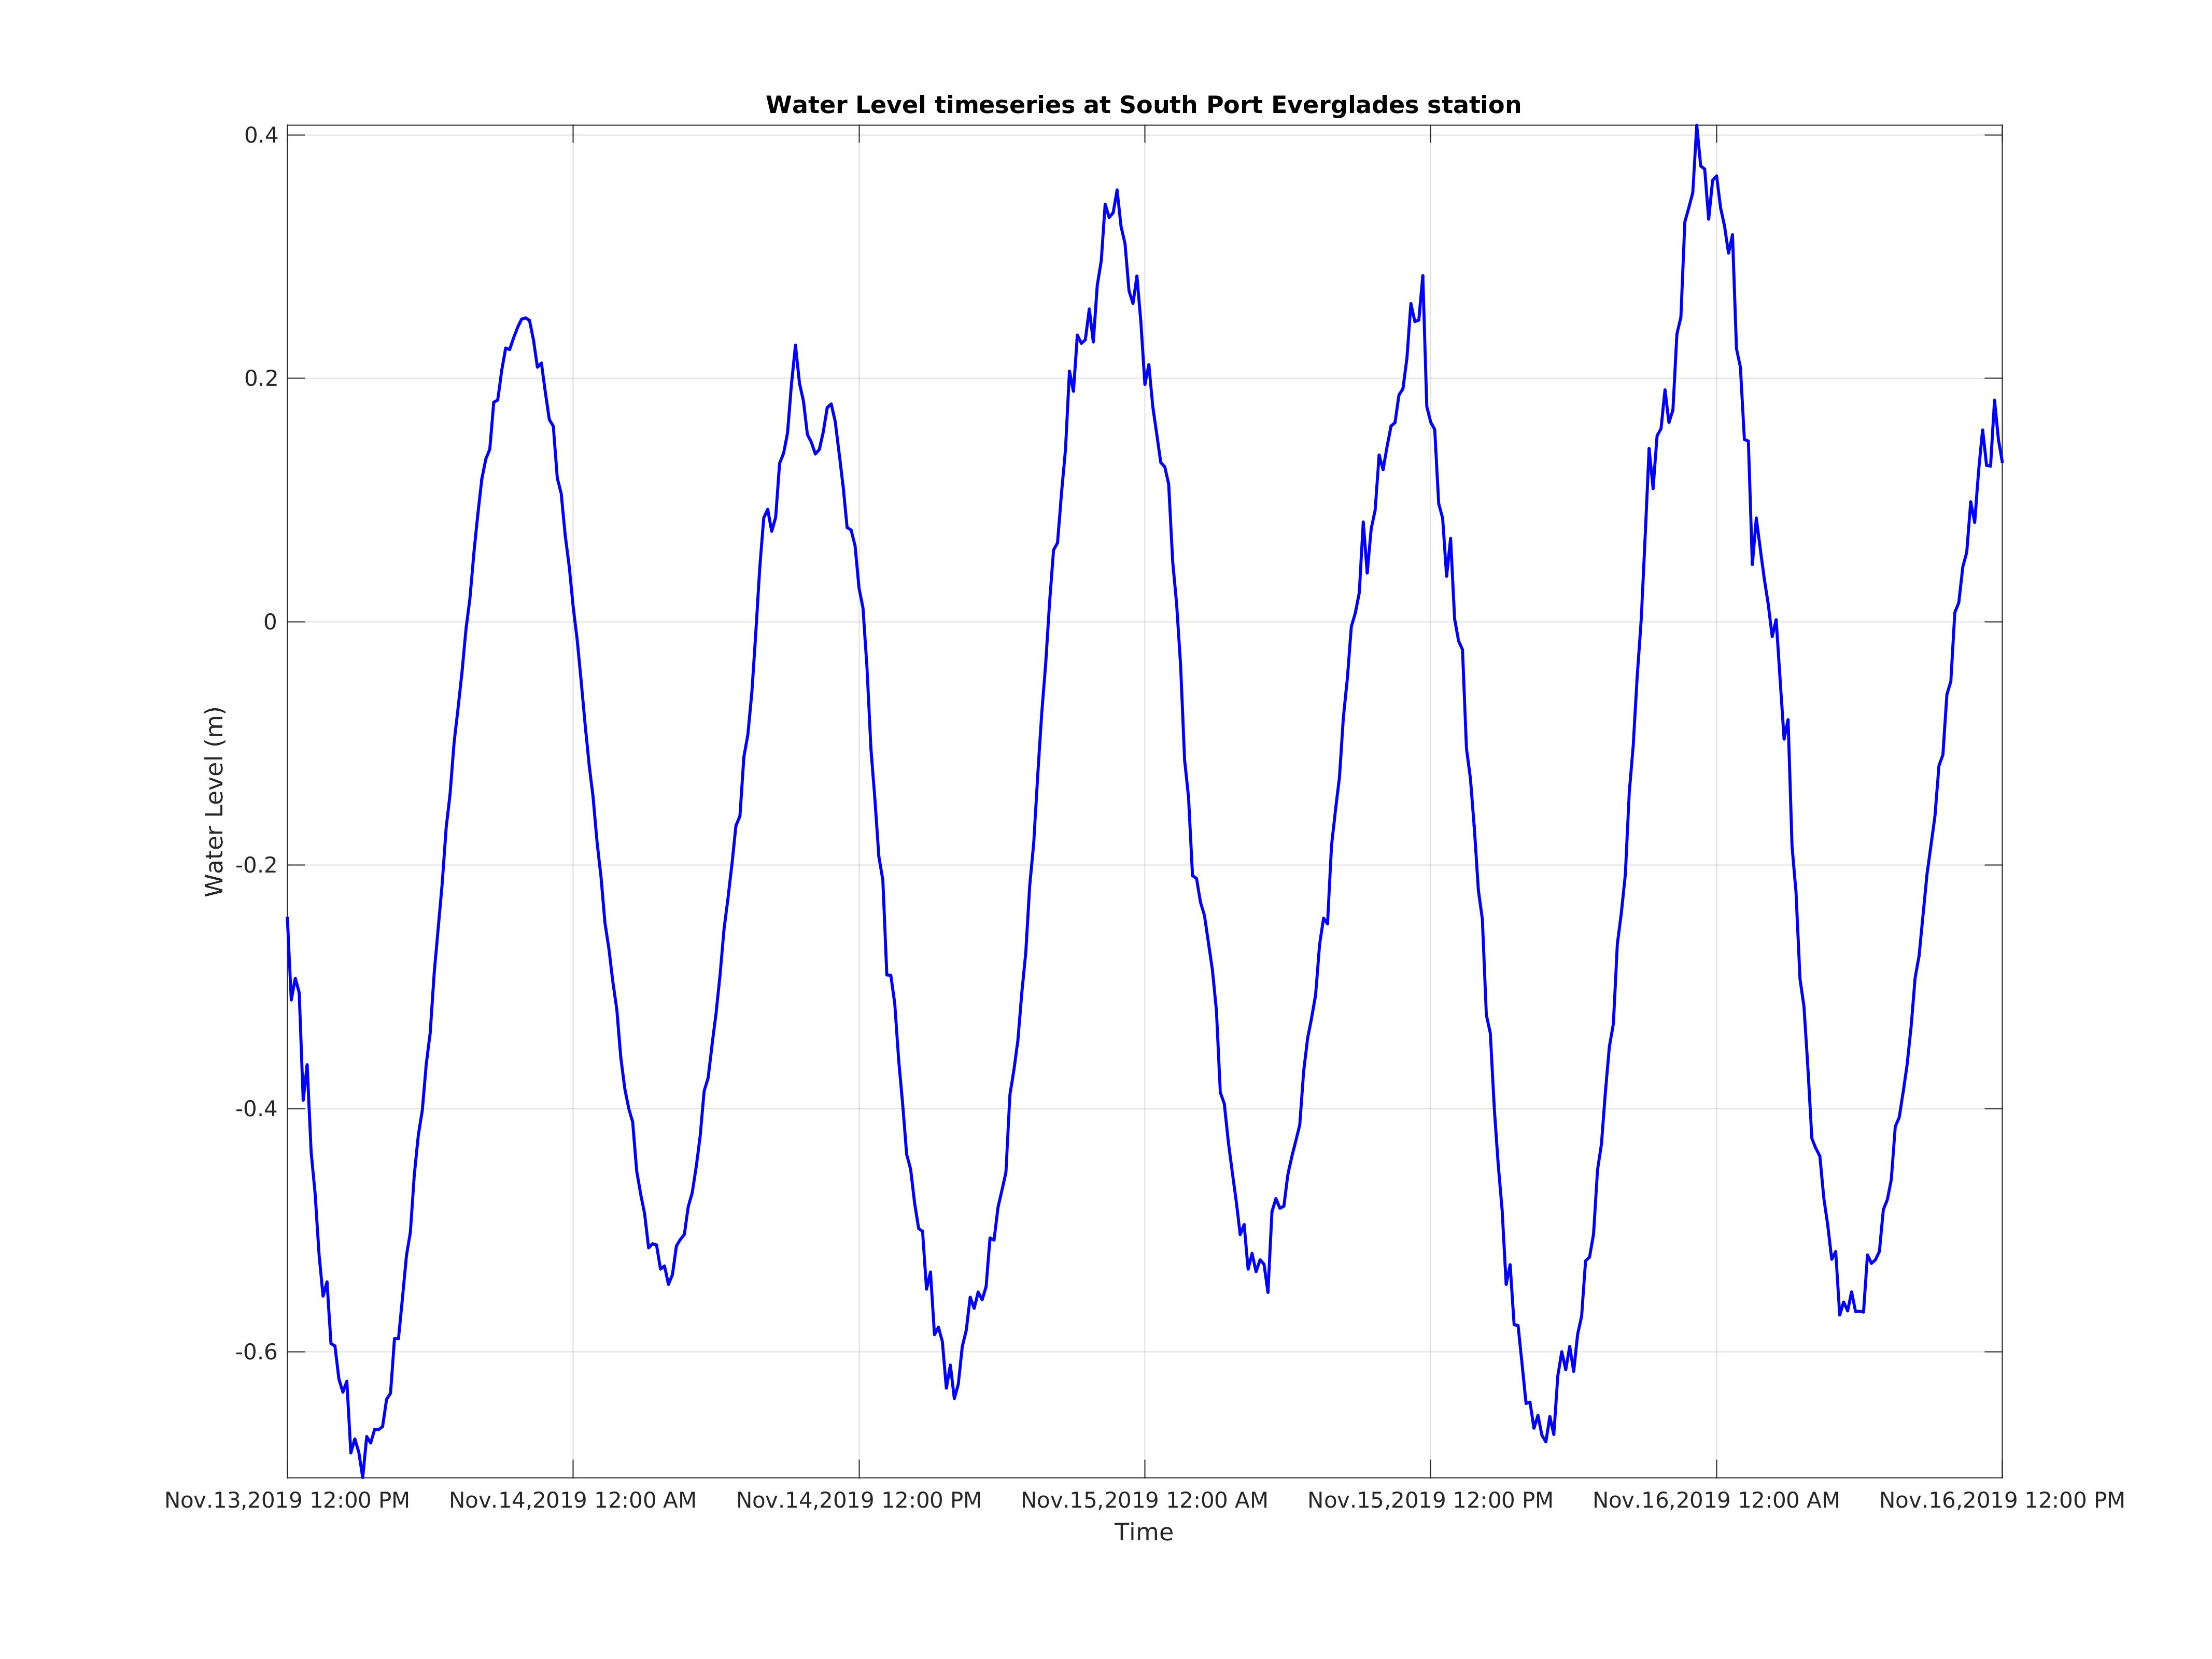 Water Level timeseries at South Port Everglades station
0.4
0.2
0
-0.2
-0.4
-0.6
Water Level (m)
Nov.13,2019 12:00 PM
Nov.14,2019 12:00 AM
Nov.14,2019 12:00 PM
Nov.15,2019 12:00 AM
Nov.15,2019 12:00 PM
Nov.16,2019 12:00 AM
Nov.16,2019 12:00 PM
Time